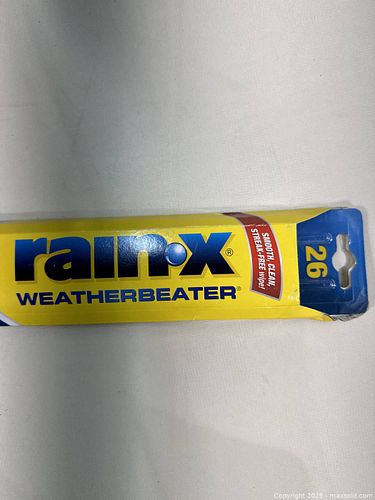 rain-x®
WEATHERBEATER®
SMOOTH, CLEAN,
STREAK-FREE wipe!
26
Copyright 2025 - maxsold.com